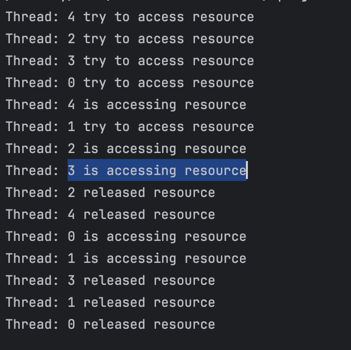 Thread: 4 try to access resource
Thread: 2 try to access resource
Thread: 3 try to access resource
Thread: 0 try to access resource
Thread: 4 is accessing resource
Thread: 1 try to access resource
Thread: 2 is accessing resource
Thread: 3 is accessing resource
Thread: 2 released resource
Thread: 4 released resource
Thread: 0 is accessing resource
Thread: 1 is accessing resource
Thread: 3 released resource
Thread: 1 released resource
Thread: 0 released resource